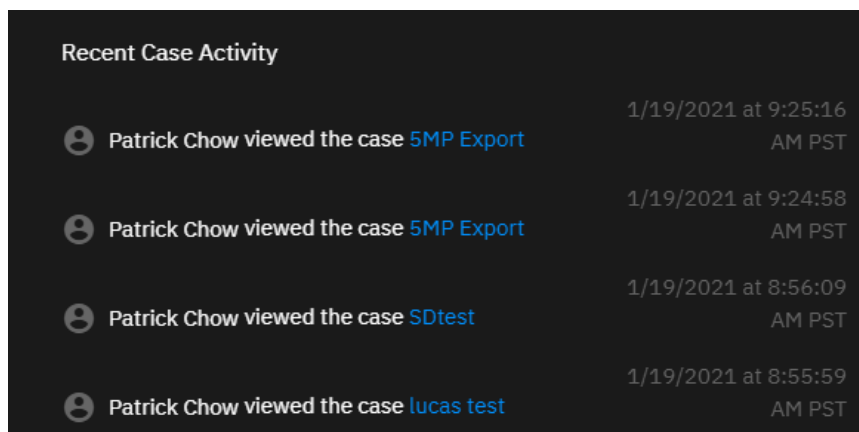 Recent Case Activity
1/19/2021 at 9:25:16
Patrick Chow viewed the case 5MP Export
AM PST
1/19/2021 at 9:24:58
Patrick Chow viewed the case 5MP Export
AM PST
1/19/2021 at 8:56:09
Patrick Chow viewed the case SDtest
AM PST
1/19/2021 at 8:55:59
Patrick Chow viewed the case lucas test
AM PST